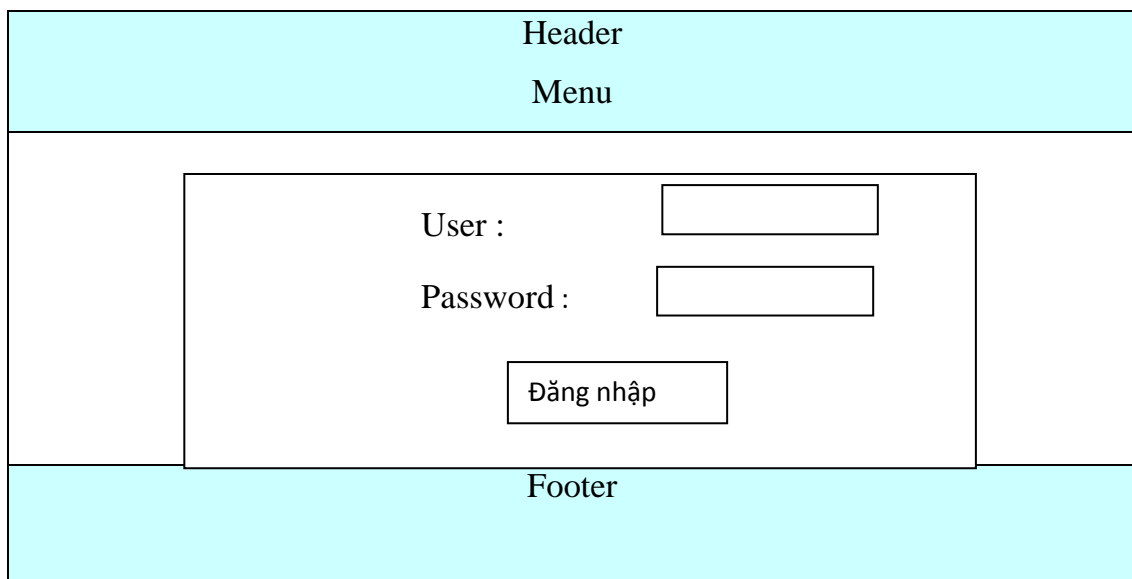 Header
Menu
User :
Password :
Đăng nhập
Footer